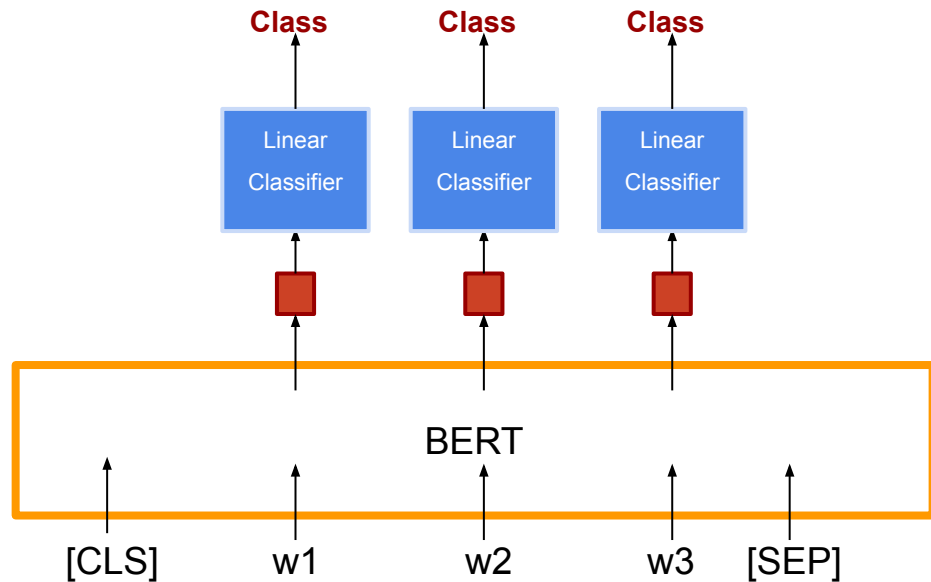 Class Class Class
Linear Linear Linear
Classifier Classifier Classifier
BERT
[CLS] w1 w2 w3 [SEP]